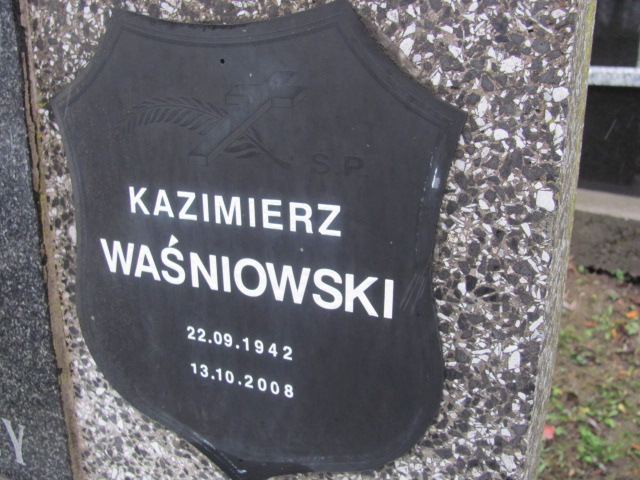 Ś.P.
KAZIMIERZ
WAŚNIOWSKI
22.09.1942
13.10.2008
Y